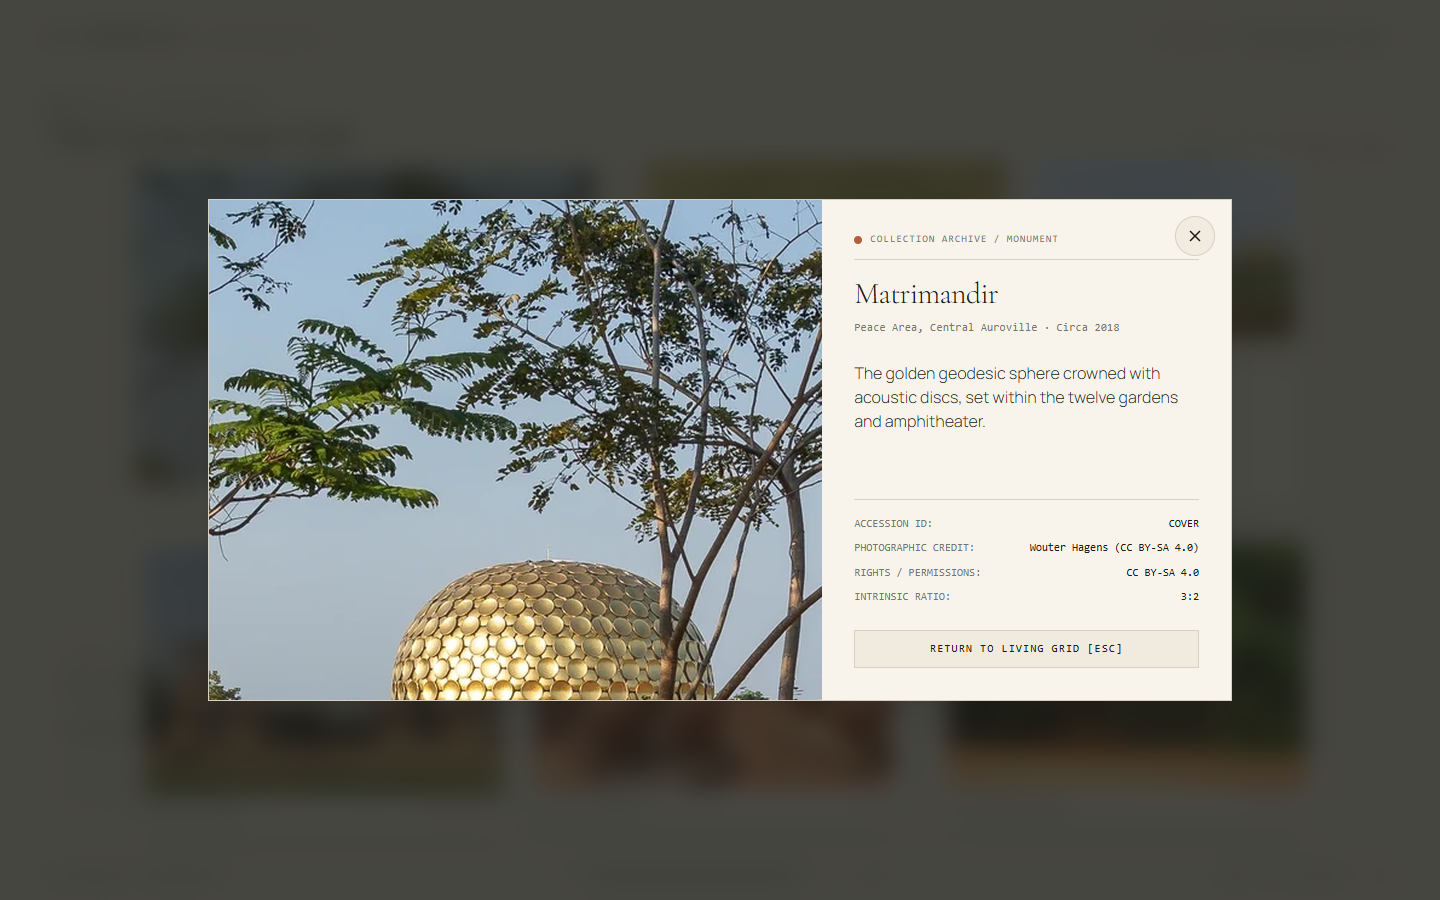 COLLECTION ARCHIVE / MONUMENT
Matrimandir
Peace Area, Central Auroville · Circa 2018
The golden geodesic sphere crowned with
acoustic discs, set within the twelve gardens
and amphitheater.
ACCESSION ID: COVER
PHOTOGRAPHIC CREDIT: Wouter Hagens (CC BY-SA 4.0)
RIGHTS / PERMISSIONS: CC BY-SA 4.0
INTRINSIC RATIO: 3:2
RETURN TO LIVING GRID [ESC]